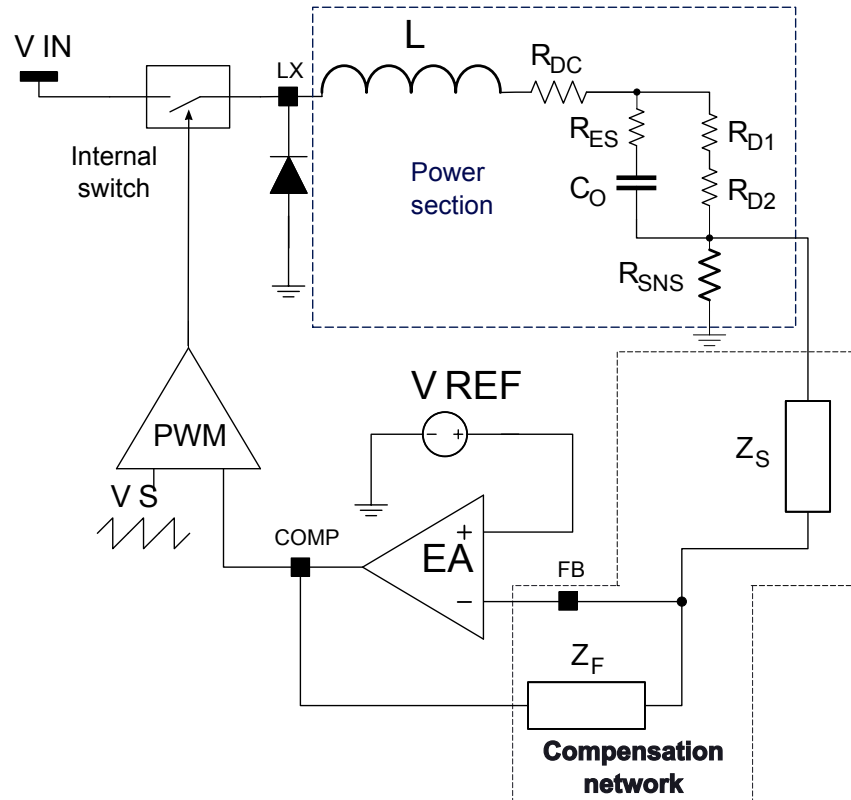 V IN
LX
L
RDC
RES
RD1
Internal
switch
Power
section
CO
RD2
RSNS
V REF
- +
PWM
V S
ZS
COMP
+
EA
FB
-
ZF
Compensation
network